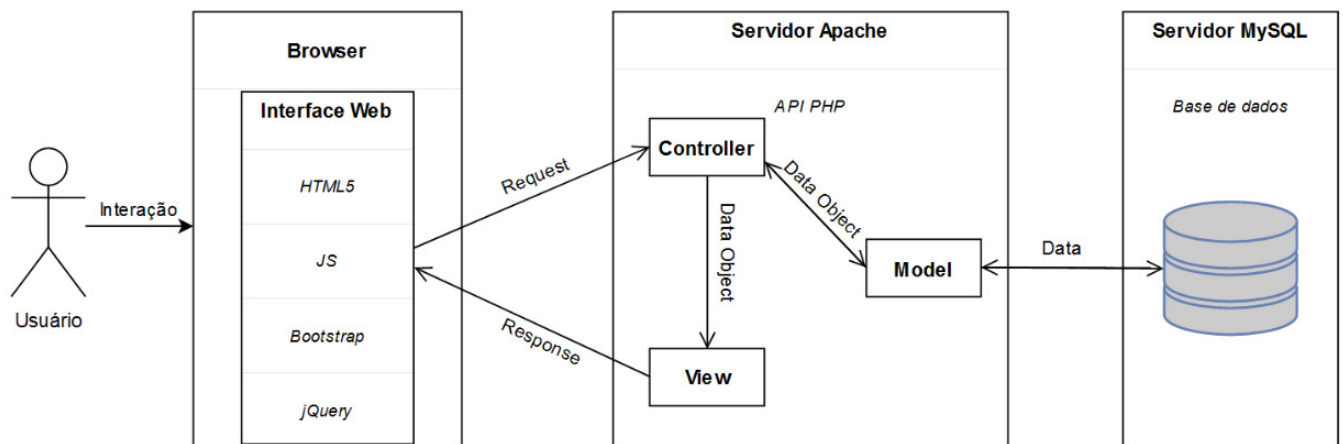 Browser
Interface Web
HTML5
JS
Bootstrap
jQuery
Usuário
Interação
Request
Response
Servidor Apache
API PHP
Controller
Data Object
Data Object
Model
View
Data
Servidor MySQL
Base de dados